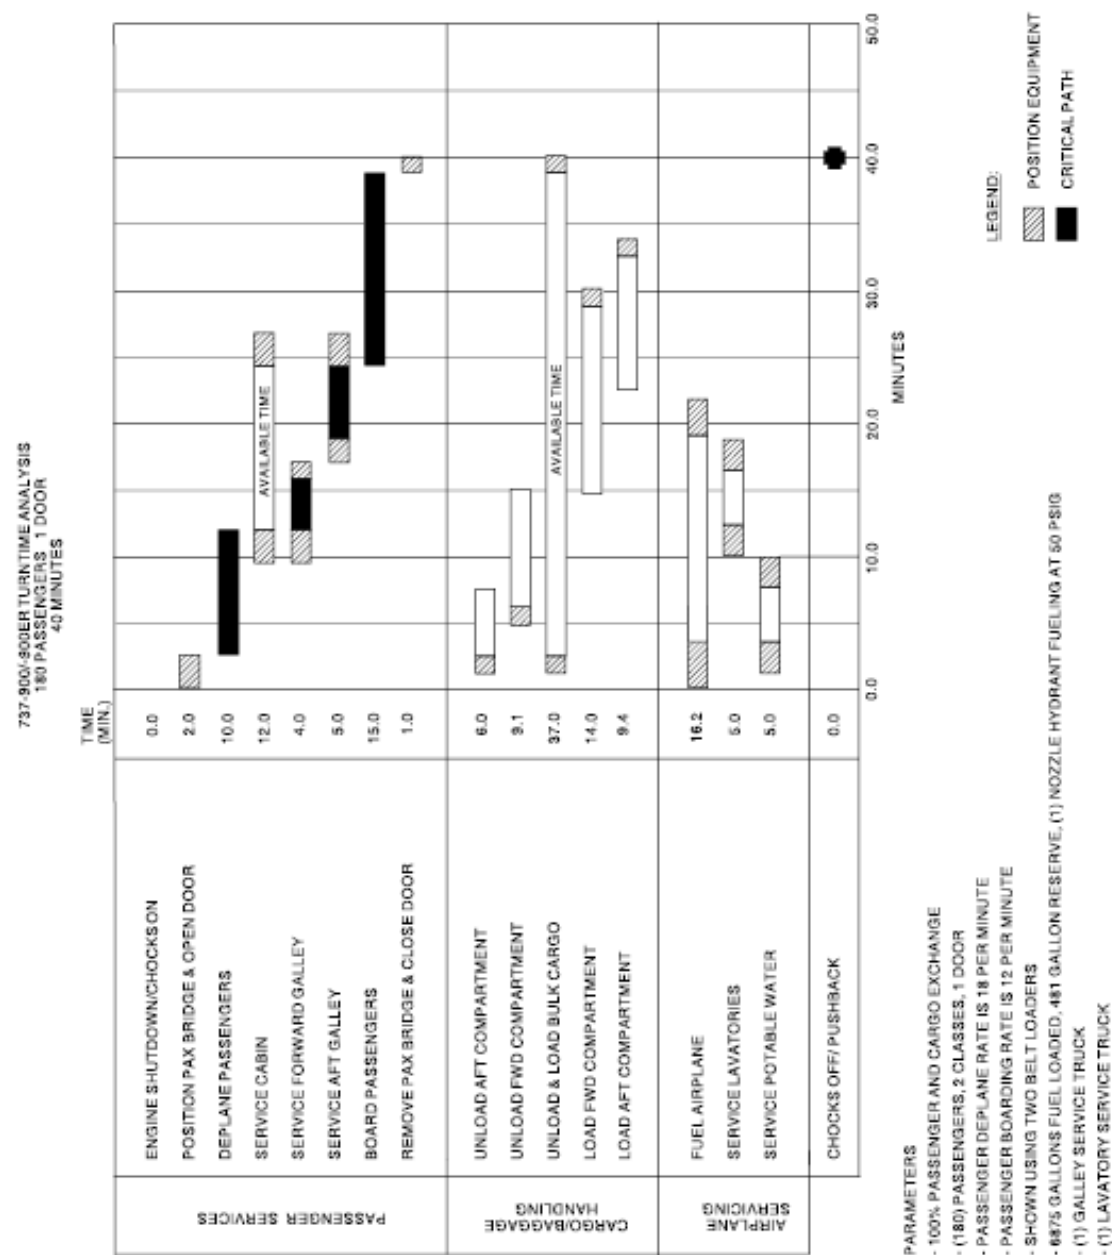 737-900/-900ER TURNTIME ANALYSIS
180 PASSENGERS 1 DOOR
40 MINUTES
TIME
(MIN.)
PASSENGER SERVICES
ENGINE SHUTDOWN/CHOCKSON 0.0
POSITION PAX BRIDGE & OPEN DOOR 2.0
DEPLANE PASSENGERS 10.0
SERVICE CABIN 12.0 AVAILABLE TIME
SERVICE FORWARD GALLEY 4.0
SERVICE AFT GALLEY 5.0
BOARD PASSENGERS 15.0
REMOVE PAX BRIDGE & CLOSE DOOR 1.0
CARGO/BAGGAGE
HANDLING
UNLOAD AFT COMPARTMENT 6.0
UNLOAD FWD COMPARTMENT 9.1
UNLOAD & LOAD BULK CARGO 37.0 AVAILABLE TIME
LOAD FWD COMPARTMENT 14.0
LOAD AFT COMPARTMENT 9.4
AIRPLANE
SERVICING
FUEL AIRPLANE 16.2
SERVICE LAVATORIES 5.0
SERVICE POTABLE WATER 5.0
CHOCKS OFF/ PUSHBACK 0.0
0.0 10.0 20.0 30.0 40.0 50.0
MINUTES
PARAMETERS
- 100% PASSENGER AND CARGO EXCHANGE
- (180) PASSENGERS, 2 CLASSES, 1 DOOR
- PASSENGER DEPLANE RATE IS 18 PER MINUTE
- PASSENGER BOARDING RATE IS 12 PER MINUTE
- SHOWN USING TWO BELT LOADERS
- 6875 GALLONS FUEL LOADED, 481 GALLON RESERVE, (1) NOZZLE HYDRANT FUELING AT 50 PSIG
- (1) GALLEY SERVICE TRUCK
(1) LAVATORY SERVICE TRUCK
LEGEND:
POSITION EQUIPMENT
CRITICAL PATH